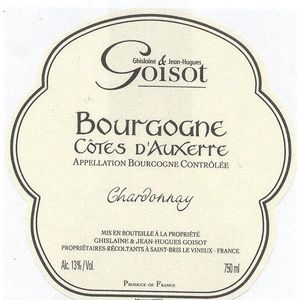 Ghislaine & Jean-Hugues
Goisot
Bourgogne
Côtes d'Auxerre
Appellation Bourgogne Contrôlée
Chardonnay
MIS EN BOUTEILLE À LA PROPRIÉTÉ
GHISLAINE & JEAN-HUGUES GOISOT
PROPRIÉTAIRES-RÉCOLTANTS À SAINT-BRIS LE VINEUX - FRANCE
Alc. 13% / Vol. 750 ml
Produce of France